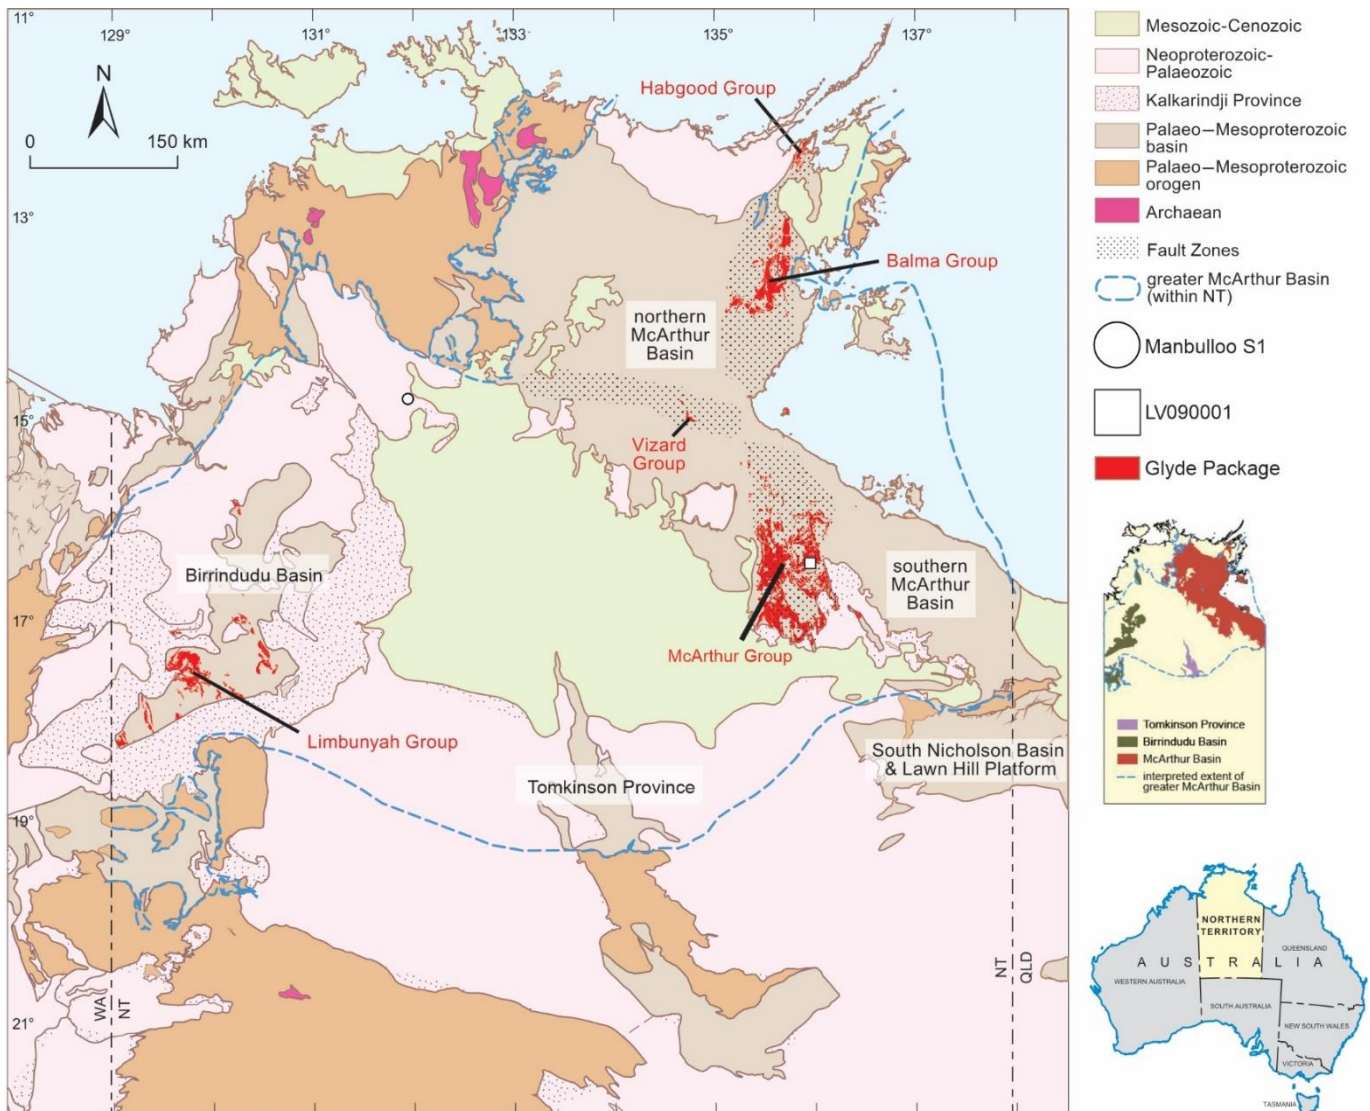 11°
129°
131°
133°
135°
137°
N
0
150 km
13°
15°
17°
19°
21°
Habgood Group
Balma Group
northern
McArthur
Basin
Vizard
Group
Birrindudu Basin
southern
McArthur
Basin
McArthur Group
Limbunyah Group
South Nicholson Basin
& Lawn Hill Platform
Tomkinson Province
WA
NT
NT
QLD
Mesozoic-Cenozoic
Neoproterozoic-
Palaeozoic
Kalkarindji Province
Palaeo–Mesoproterozoic
basin
Palaeo–Mesoproterozoic
orogen
Archaean
Fault Zones
greater McArthur Basin
(within NT)
Manbulloo S1
LV090001
Glyde Package
Tomkinson Province
Birrindudu Basin
McArthur Basin
interpreted extent of
greater McArthur Basin
NORTHERN
TERRITORY
QUEENSLAND
AUSTRALIA
WESTERN AUSTRALIA
SOUTH AUSTRALIA
NEW SOUTH WALES
VICTORIA
TASMANIA